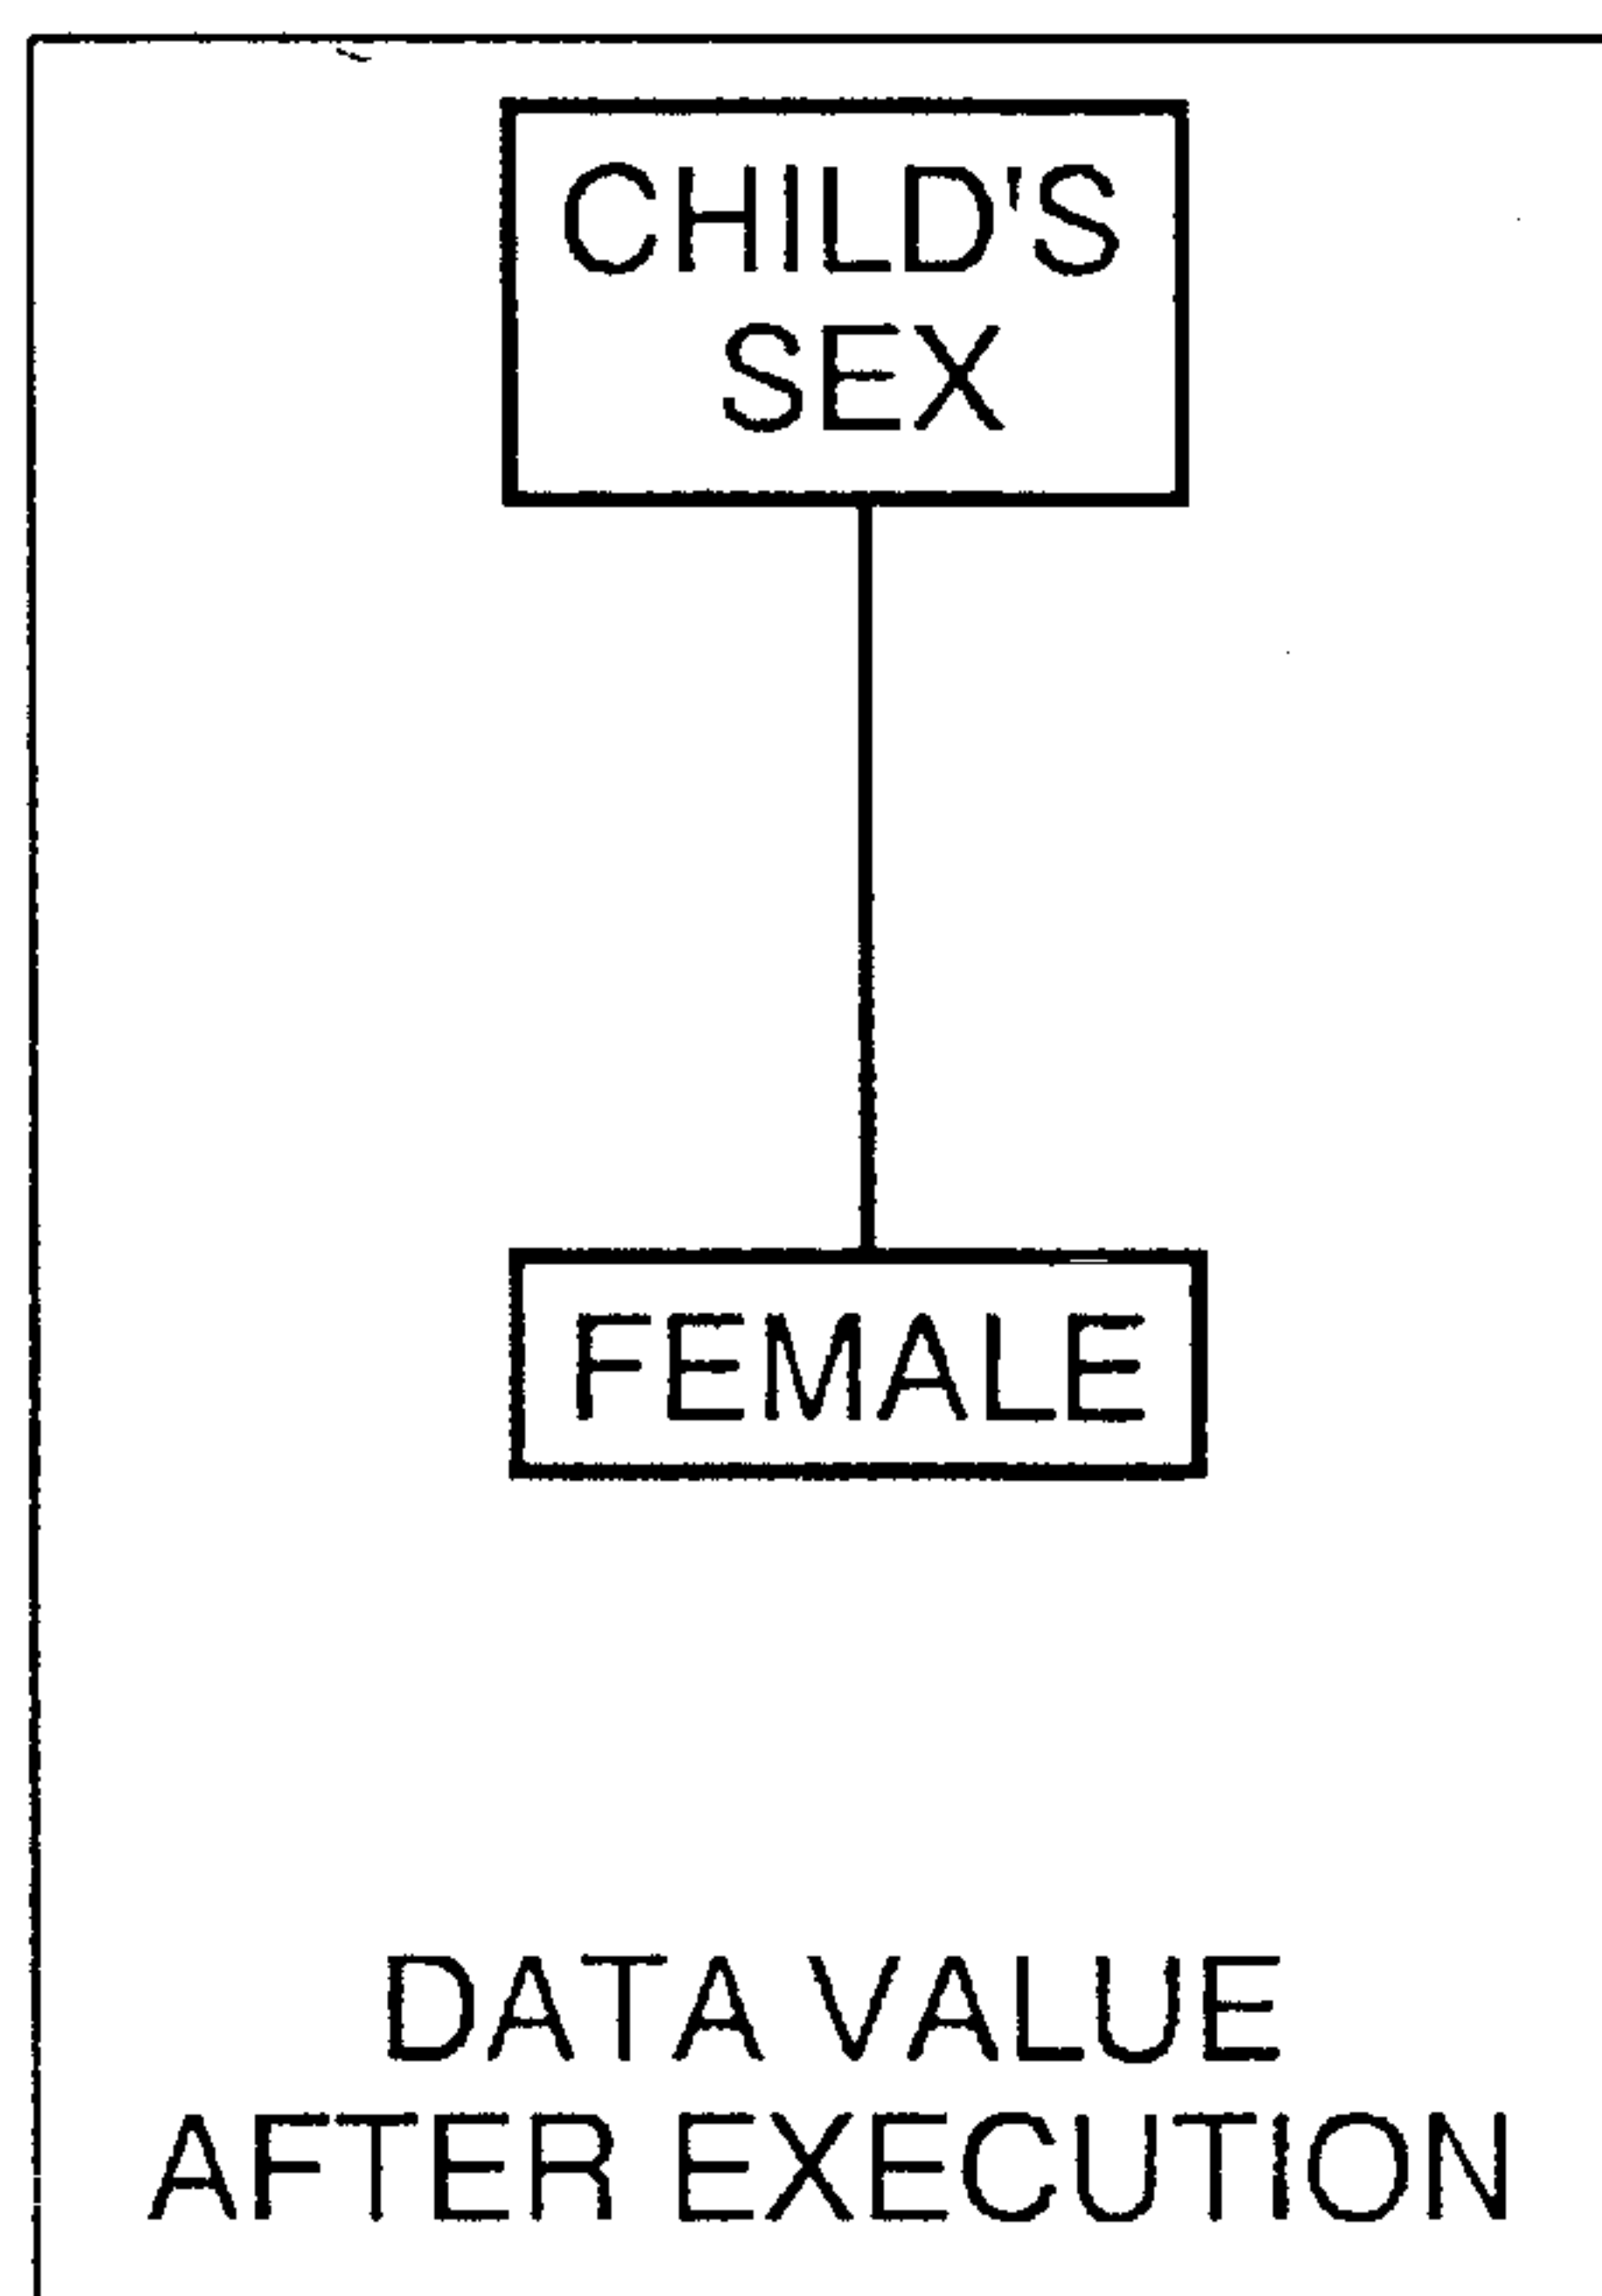 CHILD'S
SEX
FEMALE
DATA VALUE
AFTER EXECUTION